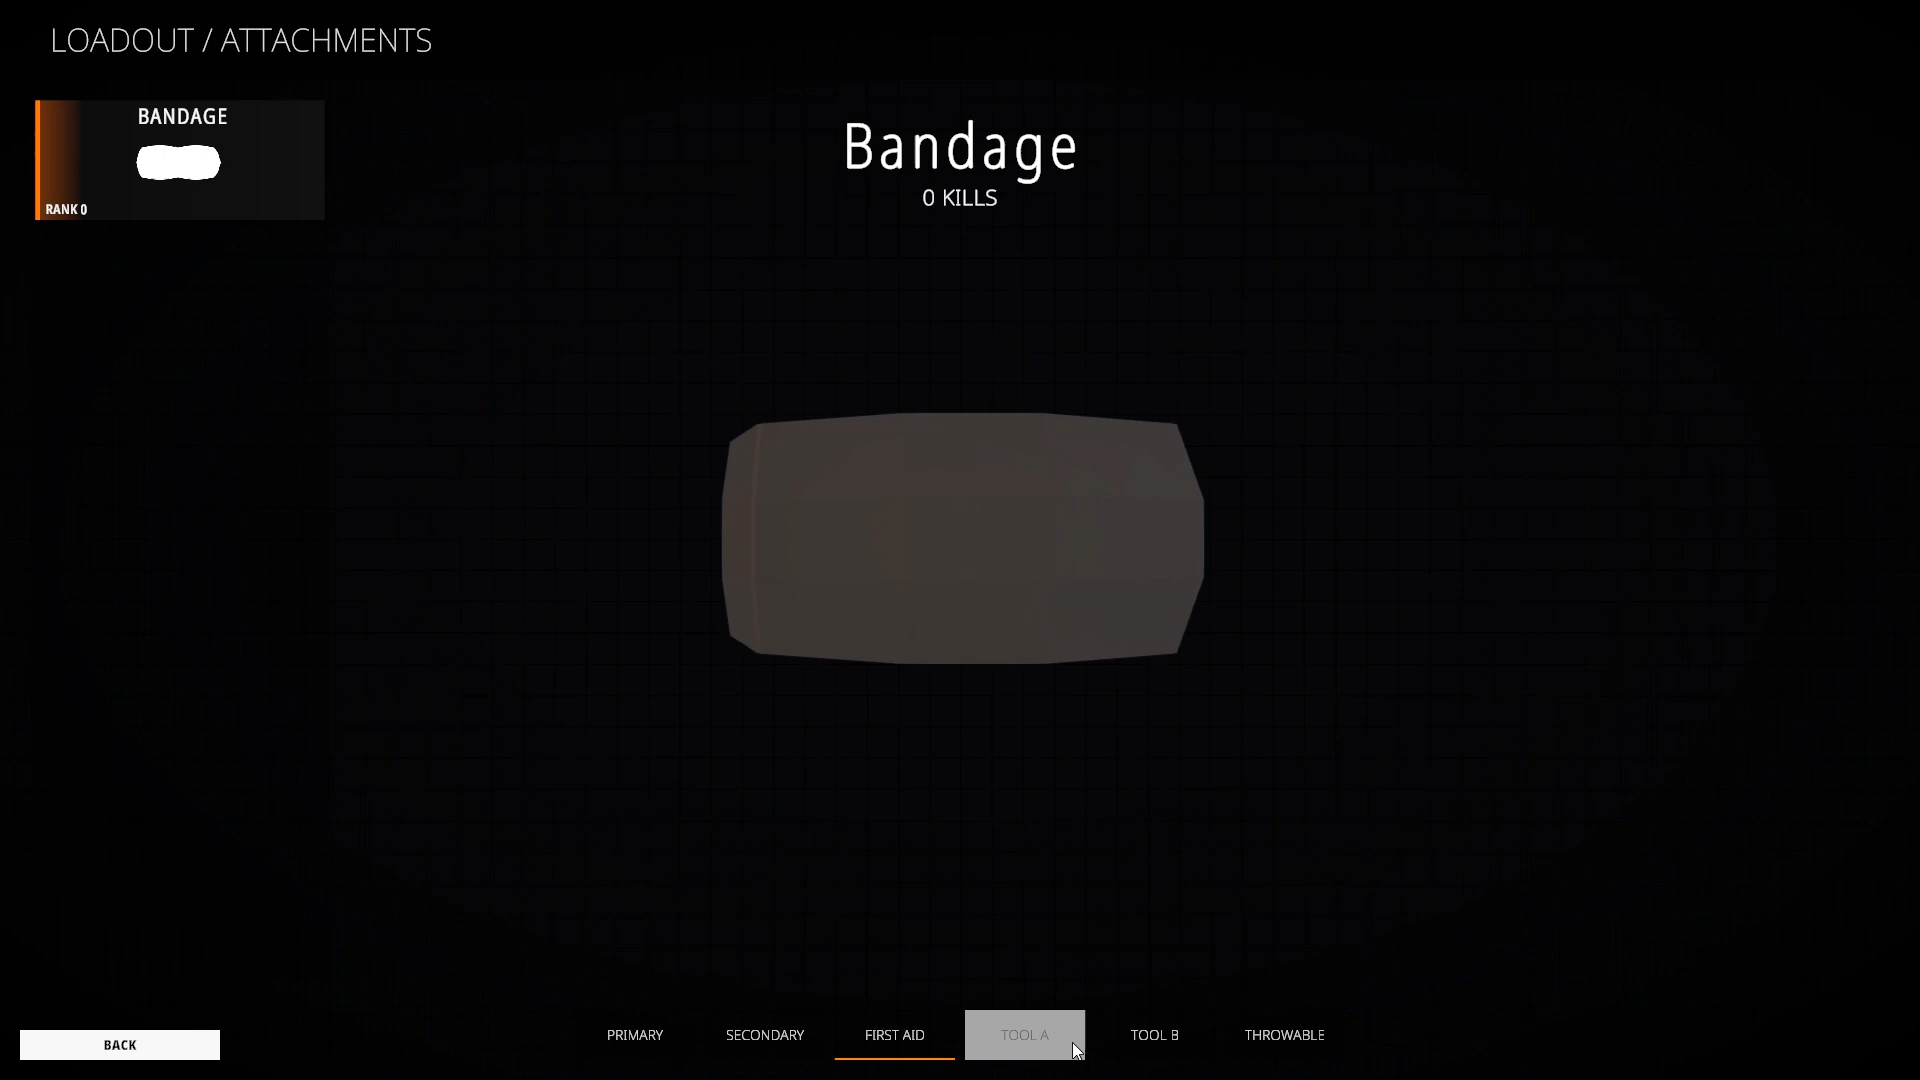 LOADOUT / ATTACHMENTS
BANDAGE
RANK 0
Bandage
0 KILLS
BACK
PRIMARY
SECONDARY
FIRST AID
TOOL A
TOOL B
THROWABLE